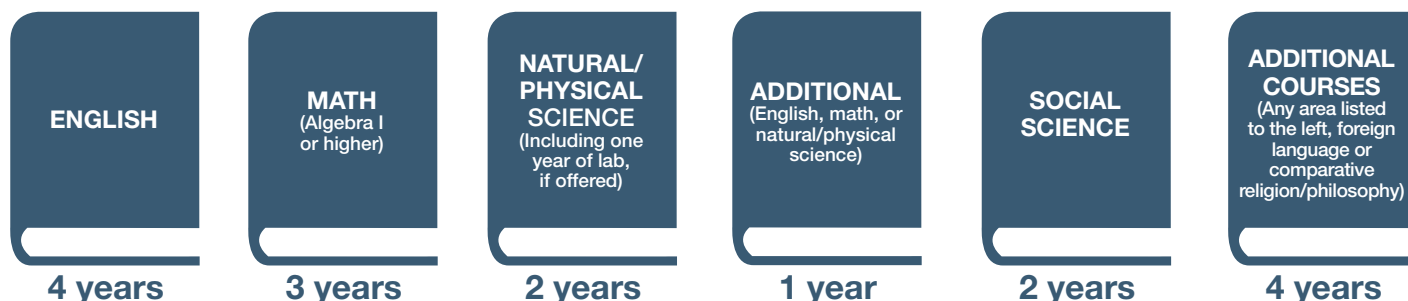 ENGLISH
4 years
MATH
(Algebra I
or higher)
3 years
NATURAL/
PHYSICAL
SCIENCE
(Including one
year of lab,
if offered)
2 years
ADDITIONAL
(English, math, or
natural/physical
science)
1 year
SOCIAL
SCIENCE
2 years
ADDITIONAL
COURSES
(Any area listed
to the left, foreign
language or
comparative
religion/philosophy)
4 years